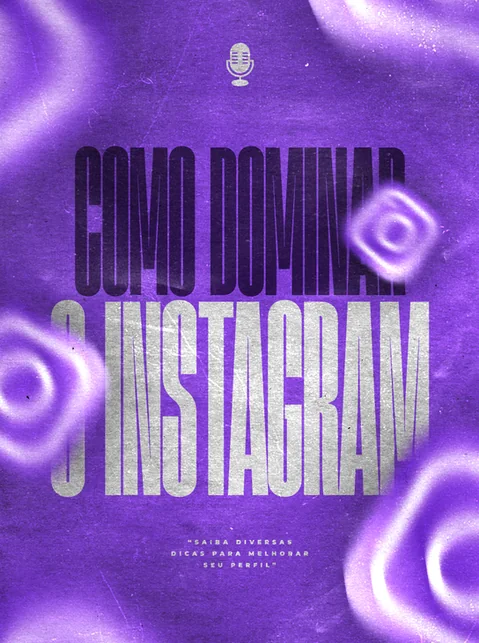 COMO DOMINAR
O INSTAGRAM
"SAIBA DIVERSAS
DICAS PARA MELHORAR
SEU PERFIL"